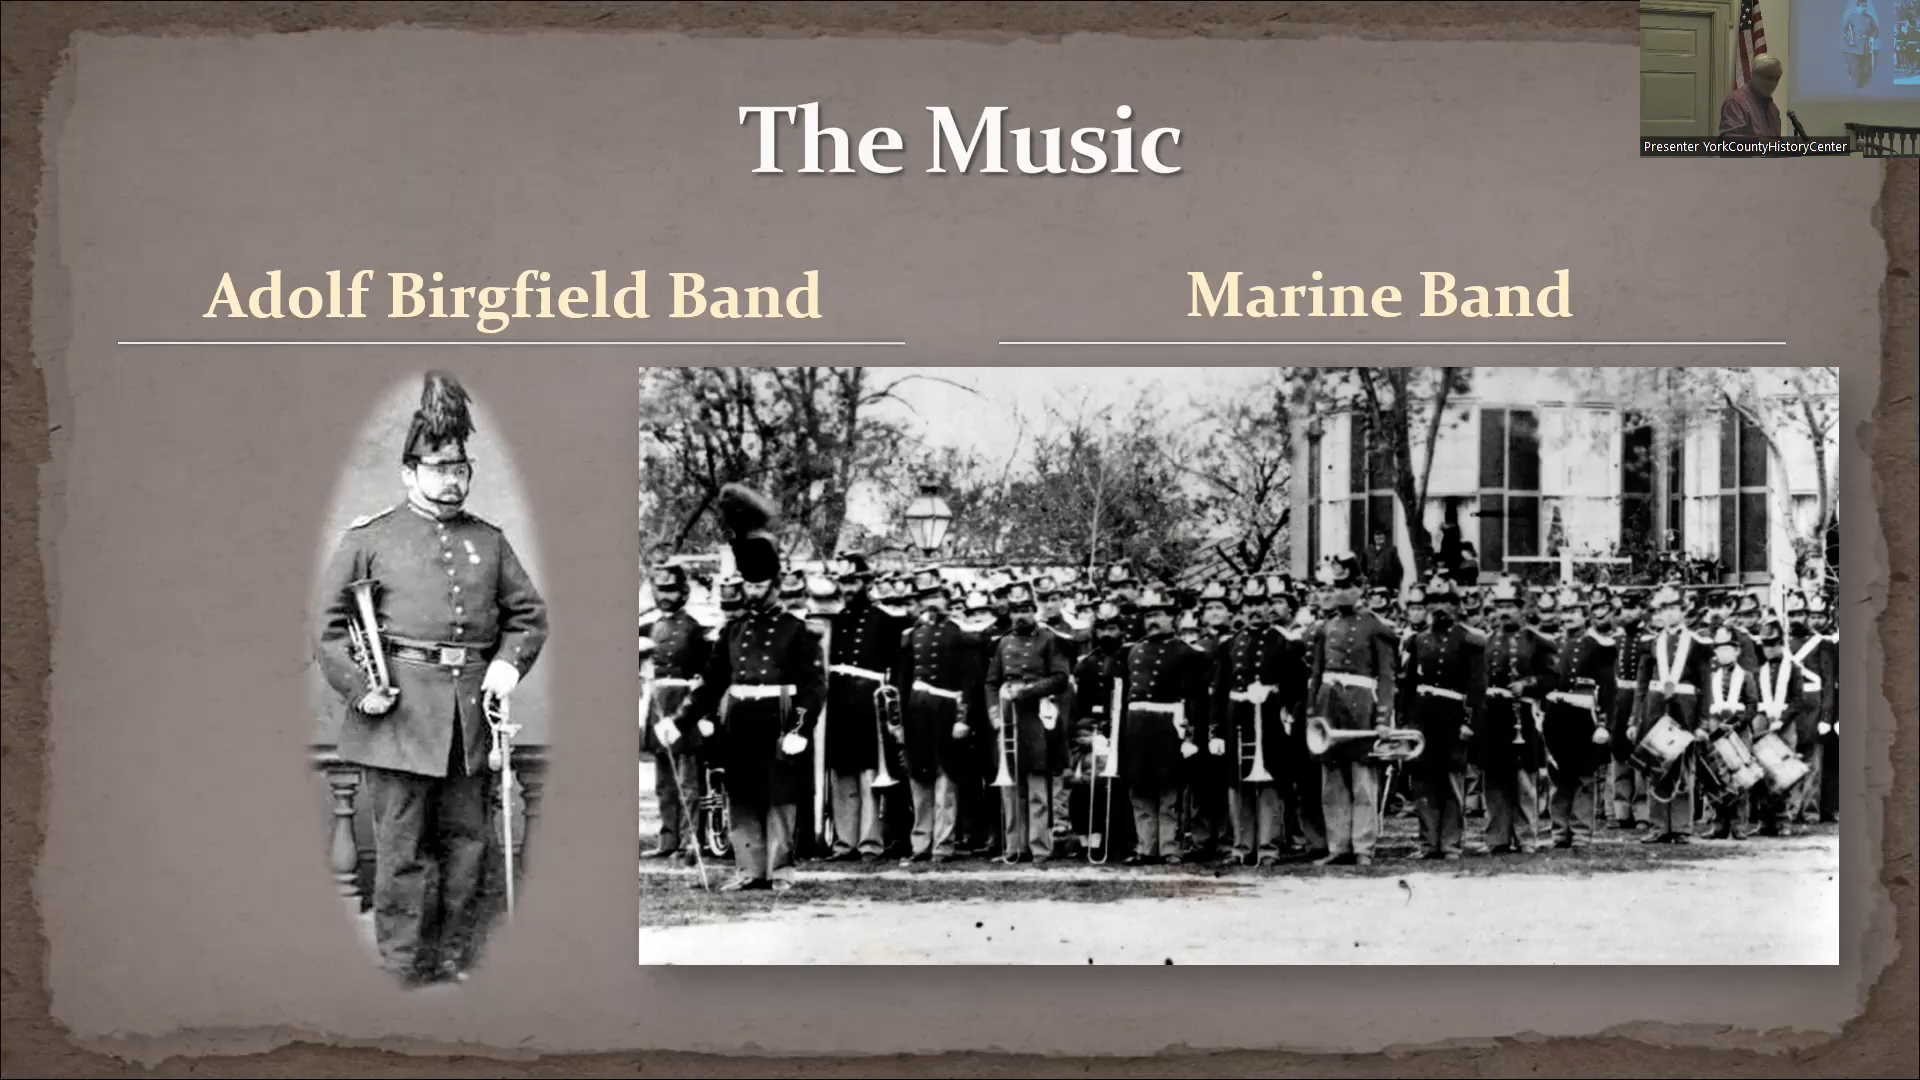 The Music
Adolf Birgfield Band
Marine Band
Presenter YorkCountyHistoryCenter